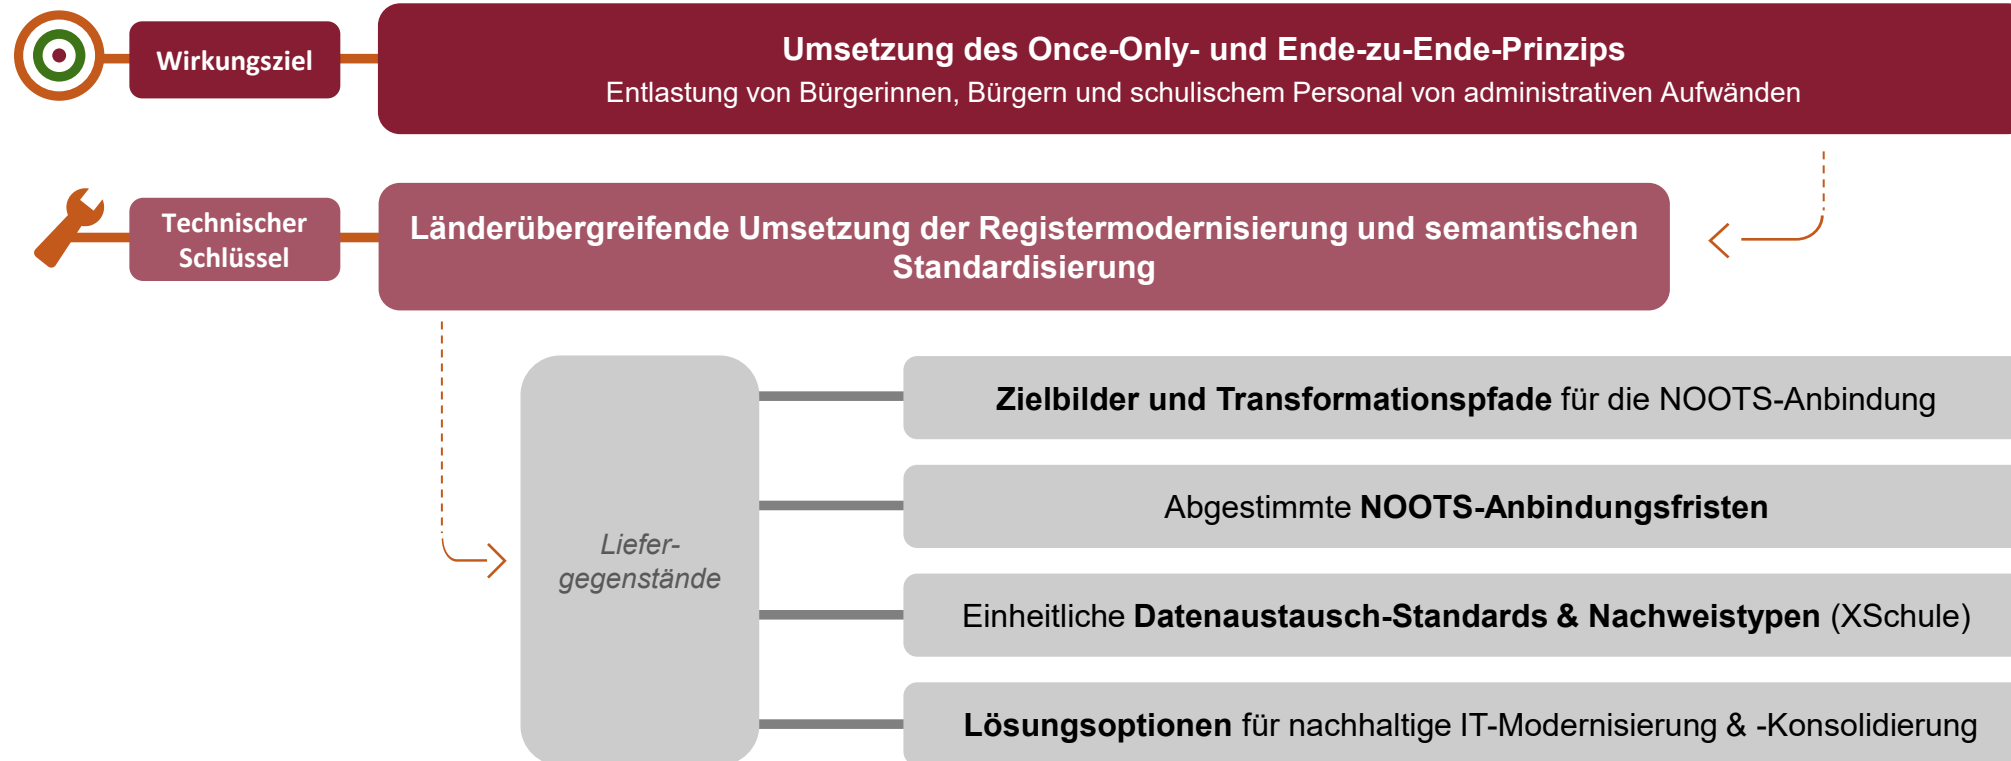 Wirkungsziel
Umsetzung des Once-Only- und Ende-zu-Ende-Prinzips
Entlastung von Bürgerinnen, Bürgern und schulischem Personal von administrativen Aufwänden
Technischer
Schlüssel
Länderübergreifende Umsetzung der Registermodernisierung und semantischen
Standardisierung
Liefer-
gegenstände
Zielbilder und Transformationspfade für die NOOTS-Anbindung
Abgestimmte NOOTS-Anbindungsfristen
Einheitliche Datenaustausch-Standards & Nachweistypen (XSchule)
Lösungsoptionen für nachhaltige IT-Modernisierung & -Konsolidierung